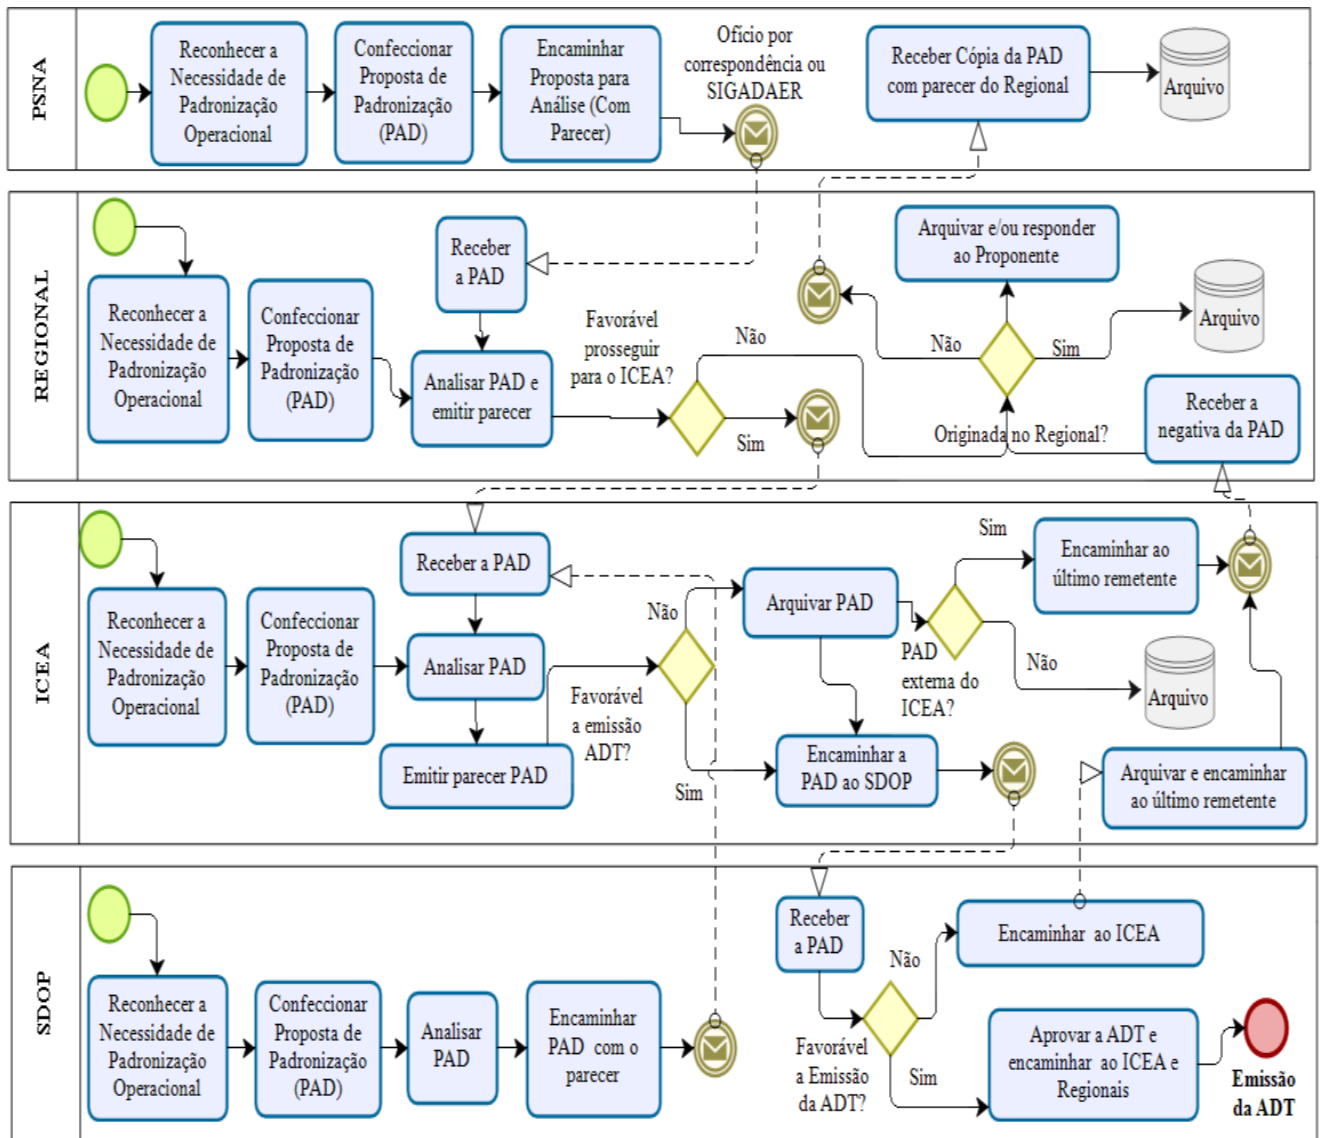 PSNA
Reconhecer a
Necessidade de
Padronização
Operacional
Confeccionar
Proposta de
Padronização
(PAD)
Encaminhar
Proposta para
Análise (Com
Parecer)
Ofício por
correspondência ou
SIGADAER
Receber Cópia da PAD
com parecer do Regional
Arquivo
REGIONAL
Reconhecer a
Necessidade de
Padronização
Operacional
Confeccionar
Proposta de
Padronização
(PAD)
Receber
a PAD
Analisar PAD e
emitir parecer
Favorável
prosseguir
para o ICEA?
Não
Sim
Arquivar e/ou responder
ao Proponente
Não
Sim
Originada no Regional?
Arquivo
Receber a
negativa da PAD
ICEA
Reconhecer a
Necessidade de
Padronização
Operacional
Confeccionar
Proposta de
Padronização
(PAD)
Receber a PAD
Analisar PAD
Emitir parecer PAD
Favorável
a emissão
ADT?
Não
Sim
Arquivar PAD
Encaminhar a
PAD ao SDOP
PAD
externa do
ICEA?
Sim
Não
Encaminhar ao
último remetente
Arquivo
Arquivar e encaminhar
ao último remetente
SDOP
Reconhecer a
Necessidade de
Padronização
Operacional
Confeccionar
Proposta de
Padronização
(PAD)
Analisar
PAD
Encaminhar
PAD com o
parecer
Receber
a PAD
Favorável
a Emissão
da ADT?
Não
Sim
Encaminhar ao ICEA
Aprovar a ADT e
encaminhar ao ICEA e
Regionais
Emissão
da ADT